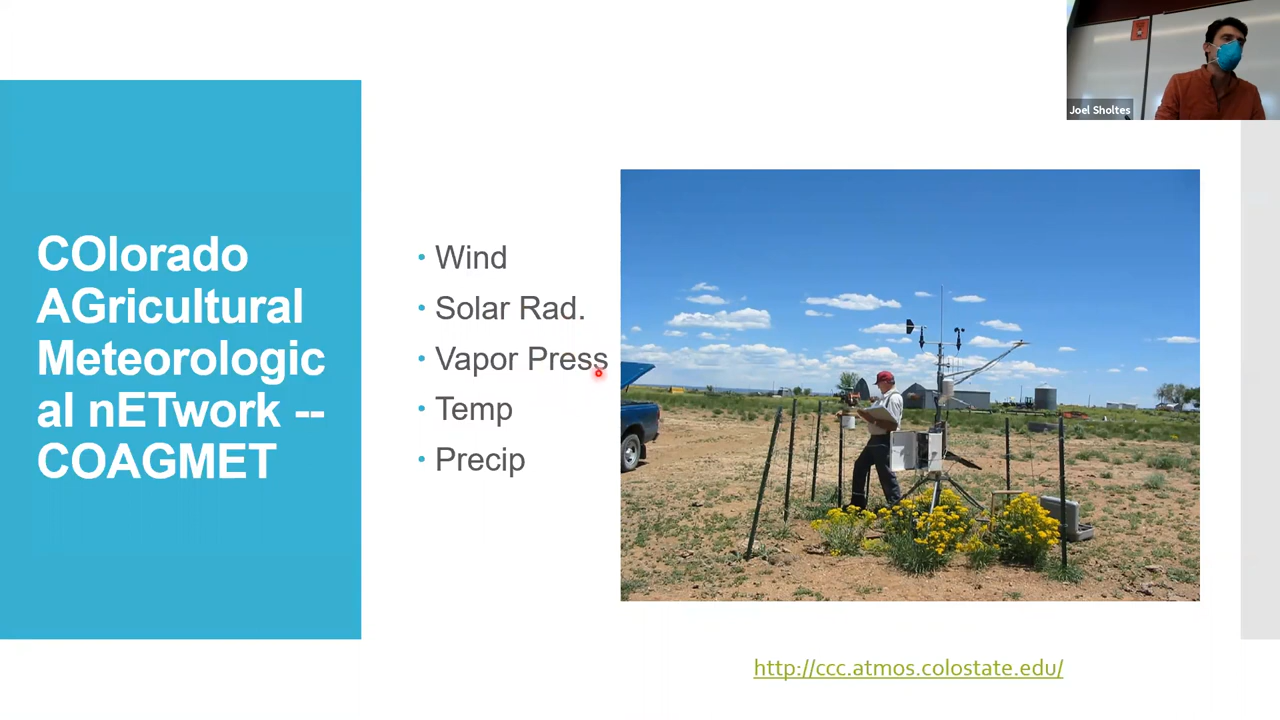 Joel Sholtes
COlorado
AGricultural
Meteorologic
al nETwork --
COAGMET
• Wind
• Solar Rad.
• Vapor Press
• Temp
• Precip
http://ccc.atmos.colostate.edu/